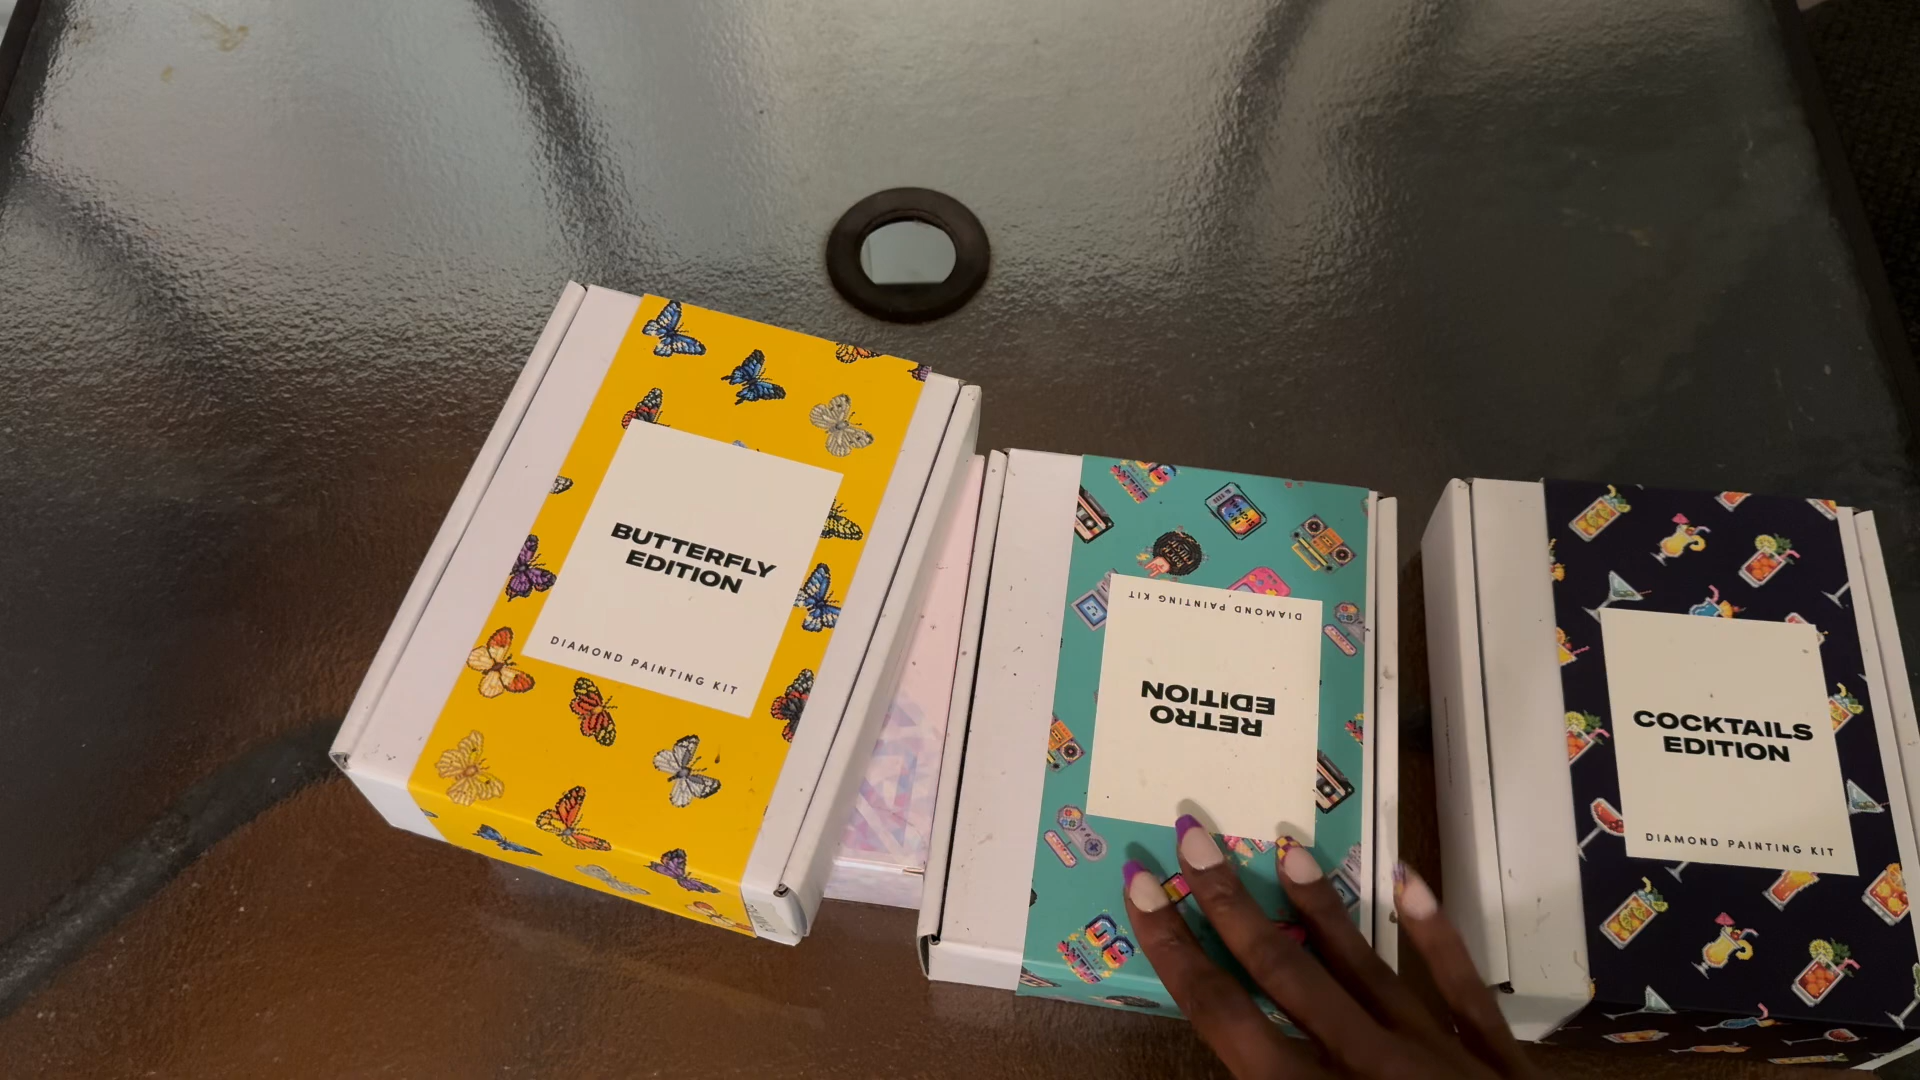 BUTTERFLY
EDITION
DIAMOND PAINTING KIT
RETRO
EDITION
DIAMOND PAINTING KIT
COCKTAILS
EDITION
DIAMOND PAINTING KIT